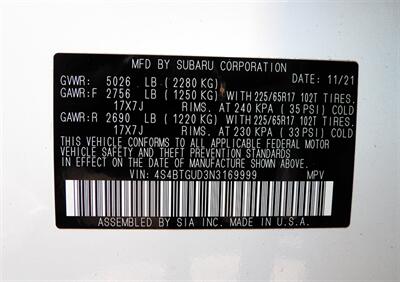 MFD BY SUBARU CORPORATION
GVWR: 5026 LB (2280 KG) DATE: 11/21
GAWR:F 2756 LB (1250 KG) WITH 225/65R17 102T TIRES.
17X7J RIMS. AT 240 KPA (35 PSI) COLD
GAWR:R 2690 LB (1220 KG) WITH 225/65R17 102T TIRES.
17X7J RIMS. AT 230 KPA (33 PSI) COLD
THIS VEHICLE CONFORMS TO ALL APPLICABLE FEDERAL MOTOR
VEHICLE SAFETY AND THEFT PREVENTION STANDARDS IN
EFFECT ON THE DATE OF MANUFACTURE SHOWN ABOVE.
VIN: 4S4BTGUD3N3169999 MPV
ASSEMBLED BY SIA INC. MADE IN U.S.A.